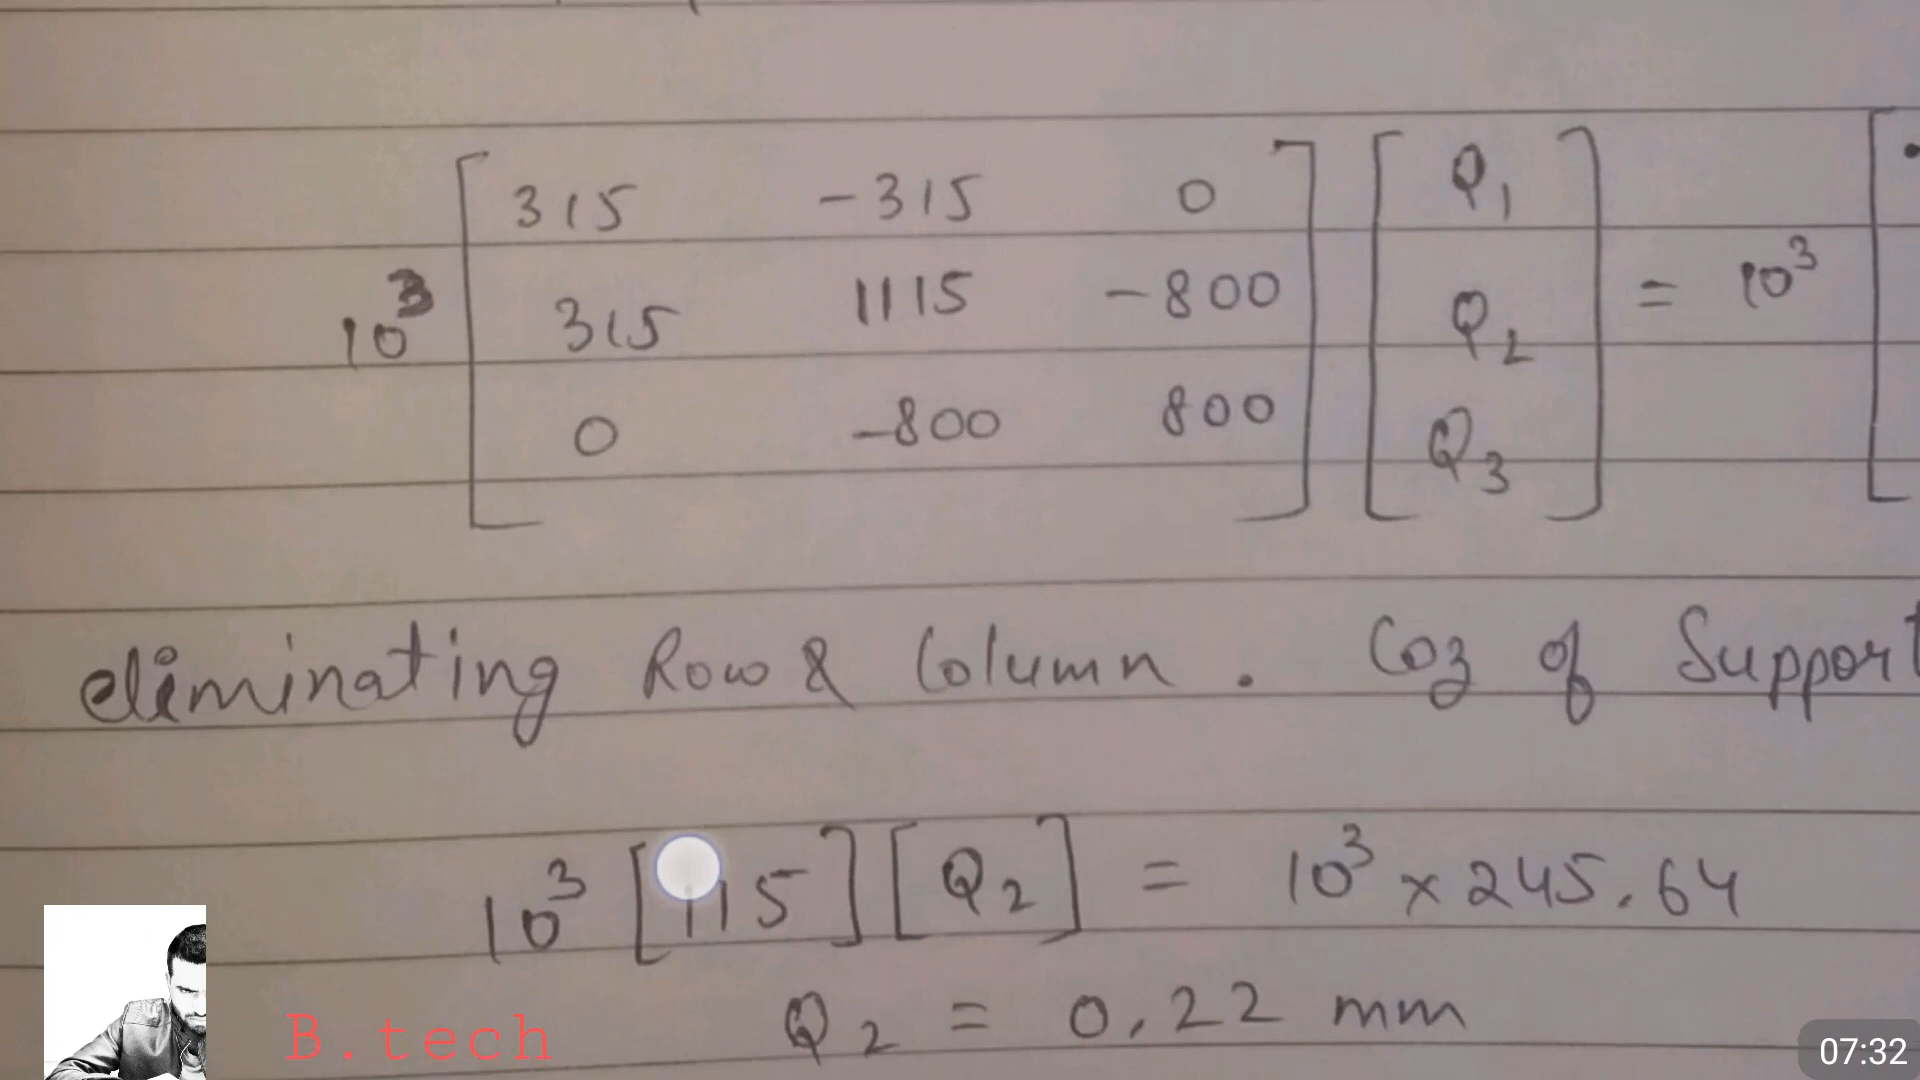 315 -315 0 Q1
10³ 315 1115 -800 Q2 = 10³
0 -800 800 Q3
eliminating Row & Column. Coz of Support
10³ [1115] [Q2] = 10³ × 245.64
Q2 = 0.22 mm
B.tech
07:32